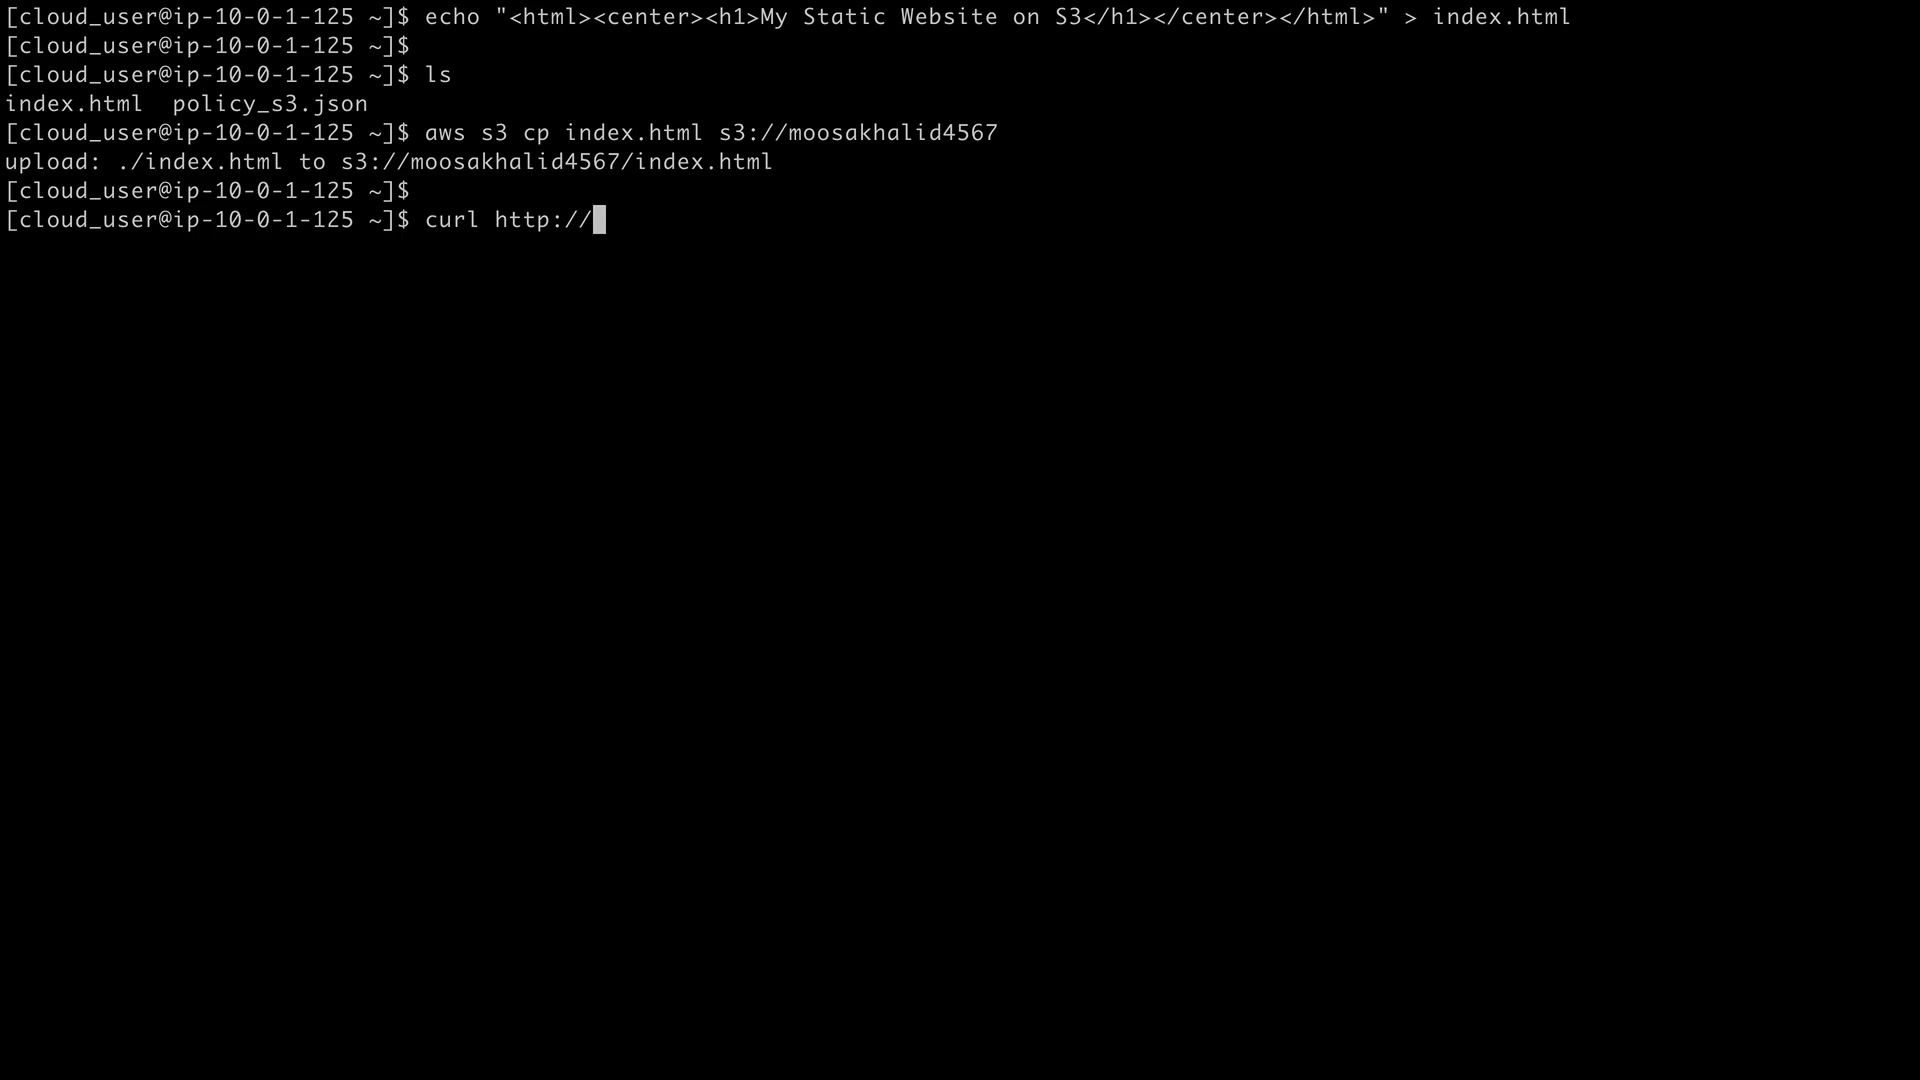 [cloud_user@ip-10-0-1-125 ~]$ echo "<html><center><h1>My Static Website on S3</h1></center></html>" > index.html
[cloud_user@ip-10-0-1-125 ~]$
[cloud_user@ip-10-0-1-125 ~]$ ls
index.html  policy_s3.json
[cloud_user@ip-10-0-1-125 ~]$ aws s3 cp index.html s3://moosakhalid4567
upload: ./index.html to s3://moosakhalid4567/index.html
[cloud_user@ip-10-0-1-125 ~]$
[cloud_user@ip-10-0-1-125 ~]$ curl http://